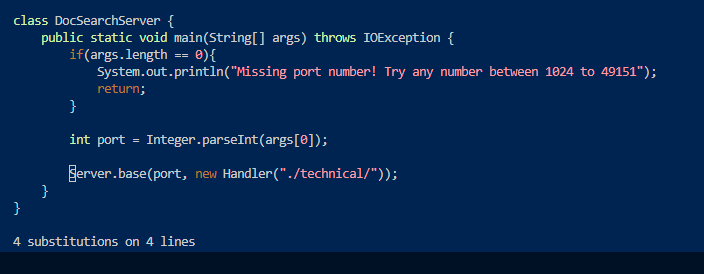 class DocSearchServer {
    public static void main(String[] args) throws IOException {
        if(args.length == 0){
            System.out.println("Missing port number! Try any number between 1024 to 49151");
            return;
        }

        int port = Integer.parseInt(args[0]);

        Server.base(port, new Handler("./technical/"));
    }
}

4 substitutions on 4 lines